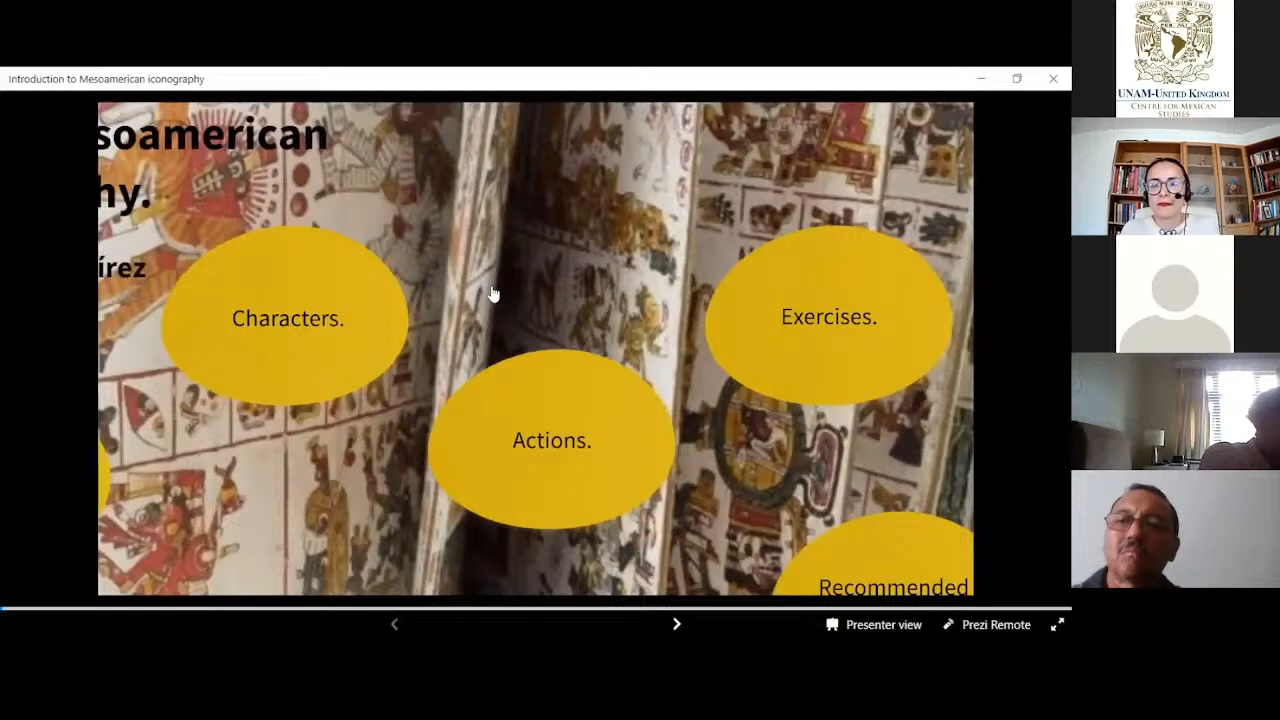 Introduction to Mesoamerican iconography
soamerican
hy.
írez
Characters.
Exercises.
Actions.
Recommended
Presenter view
Prezi Remote
UNAM-UNITED KINGDOM
CENTRE FOR MEXICAN
STUDIES